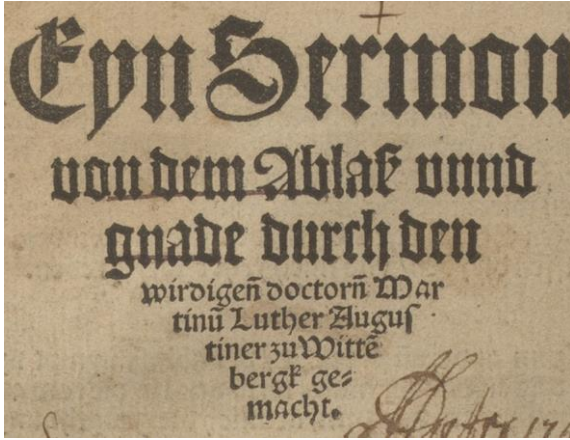 Eyn Sermon
von dem Ablaß vnnd
gnade durch den
wirdigen̄ doctorn̄ Mar
tinū Luther Augus
tiner zu Wittē
bergk ge⸗
macht.